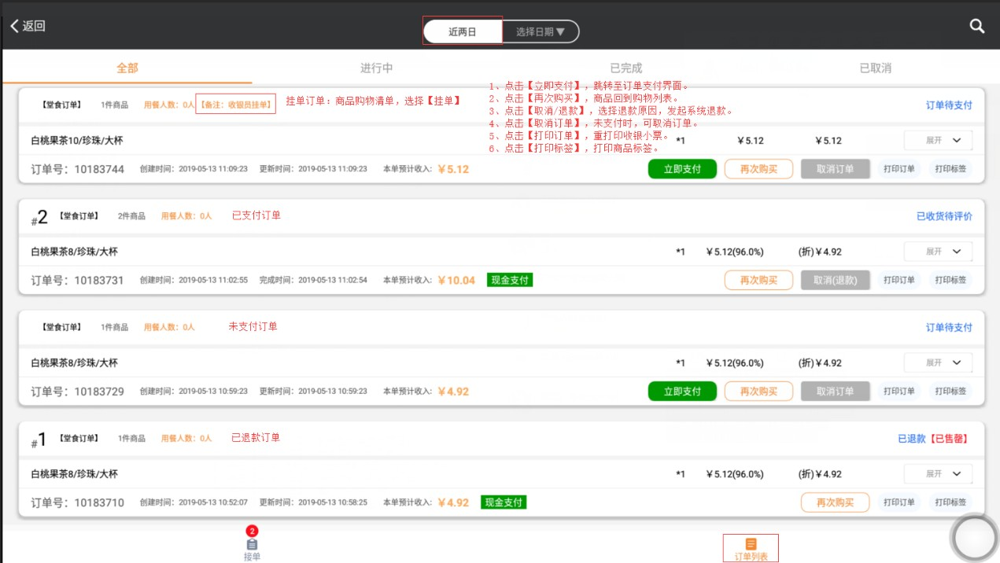 返回
近两日 选择日期▼
全部 进行中 已完成 已取消
1、点击【立即支付】，跳转至订单支付界面。
2、点击【再次购买】，商品回到购物列表。
3、点击【取消/退款】，选择退款原因，发起系统退款。
4、点击【取消订单】，未支付时，可取消订单。
5、点击【打印订单】，重打印收银小票。
6、点击【打印标签】，打印商品标签。
【堂食订单】 1件商品 用餐人数：0人 【备注：收银员挂单】 挂单订单：商品购物清单，选择【挂单】 订单待支付
白桃果茶10/珍珠/大杯 *1 ￥5.12 ￥5.12 展开
订单号：10183744 创建时间：2019-05-13 11:09:23 更新时间：2019-05-13 11:09:23 本单预计收入：￥5.12 立即支付 再次购买 取消订单 打印订单 打印标签
#2 【堂食订单】 2件商品 用餐人数：0人 已支付订单 已收货待评价
白桃果茶8/珍珠/大杯 *1 ￥5.12(96.0%) (折)￥4.92 展开
订单号：10183731 创建时间：2019-05-13 11:02:55 完成时间：2019-05-13 11:02:54 本单预计收入：￥10.04 现金支付 再次购买 取消(退款) 打印订单 打印标签
【堂食订单】 1件商品 用餐人数：0人 未支付订单 订单待支付
白桃果茶8/珍珠/大杯 *1 ￥5.12(96.0%) (折)￥4.92 展开
订单号：10183729 创建时间：2019-05-13 10:59:23 更新时间：2019-05-13 10:59:23 本单预计收入：￥4.92 立即支付 再次购买 取消订单 打印订单 打印标签
#1 【堂食订单】 1件商品 用餐人数：0人 已退款订单 已退款【已售罄】
白桃果茶8/珍珠/大杯 *1 ￥5.12(96.0%) (折)￥4.92 展开
订单号：10183710 创建时间：2019-05-13 10:52:07 更新时间：2019-05-13 10:58:25 本单预计收入：￥4.92 现金支付 再次购买 打印订单 打印标签
2
接单 订单列表